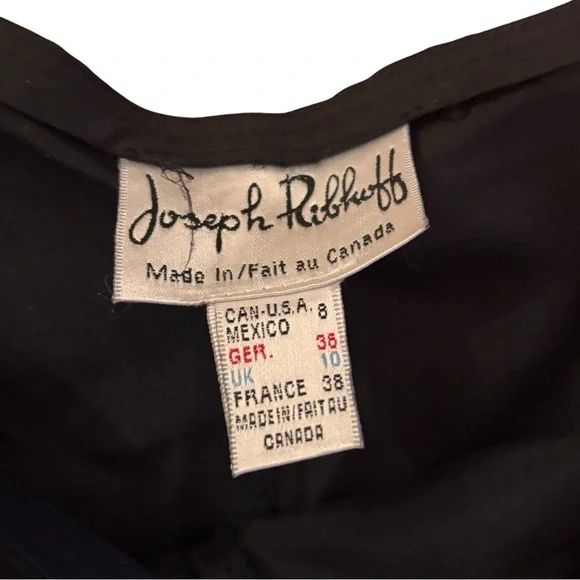 Joseph Ribkoff
Made In/Fait au Canada
CAN-U.S.A. 8
MEXICO
GER. 36
UK 10
FRANCE 38
MADE IN/FAIT AU
CANADA